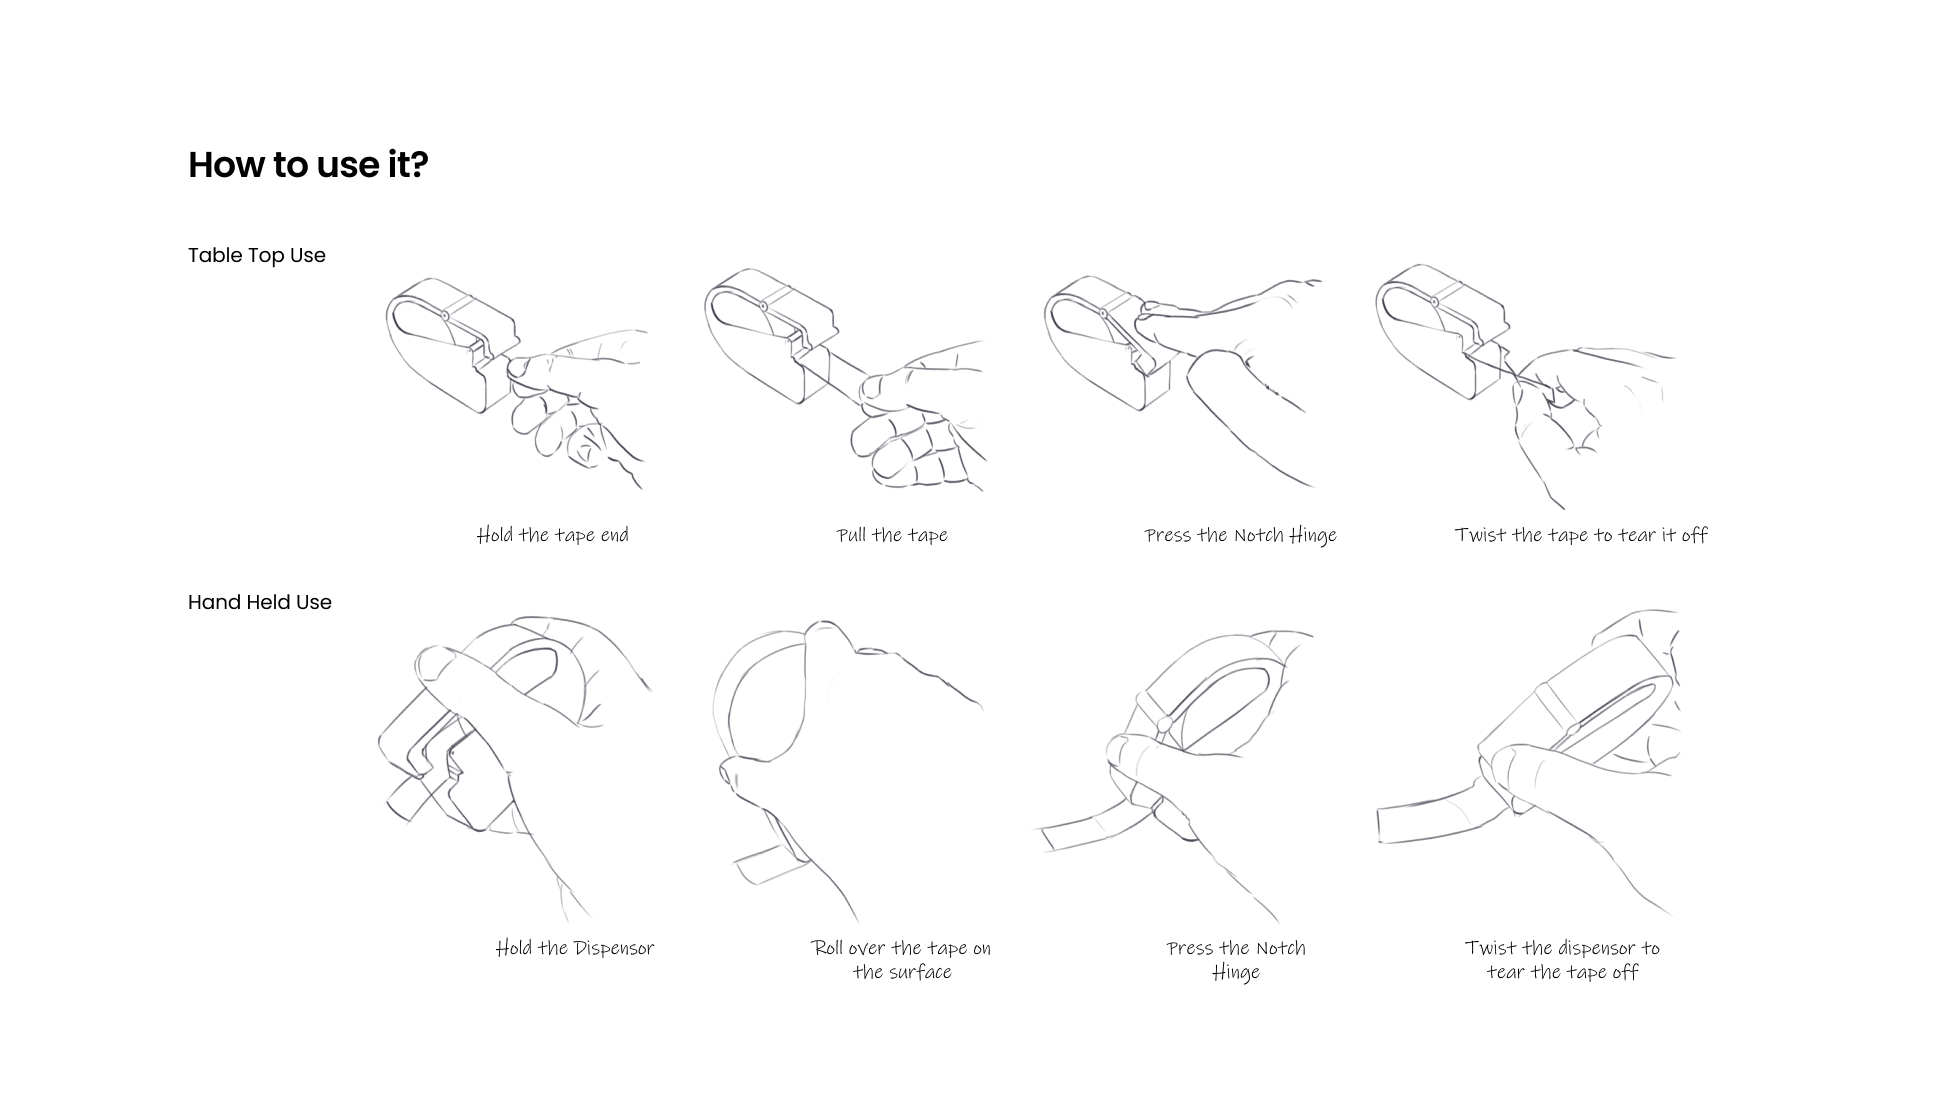 How to use it?
Table Top Use
Hold the tape end
Pull the tape
Press the Notch Hinge
Twist the tape to tear it off
Hand Held Use
Hold the Dispensor
Roll over the tape on
the surface
Press the Notch
Hinge
Twist the dispensor to
tear the tape off